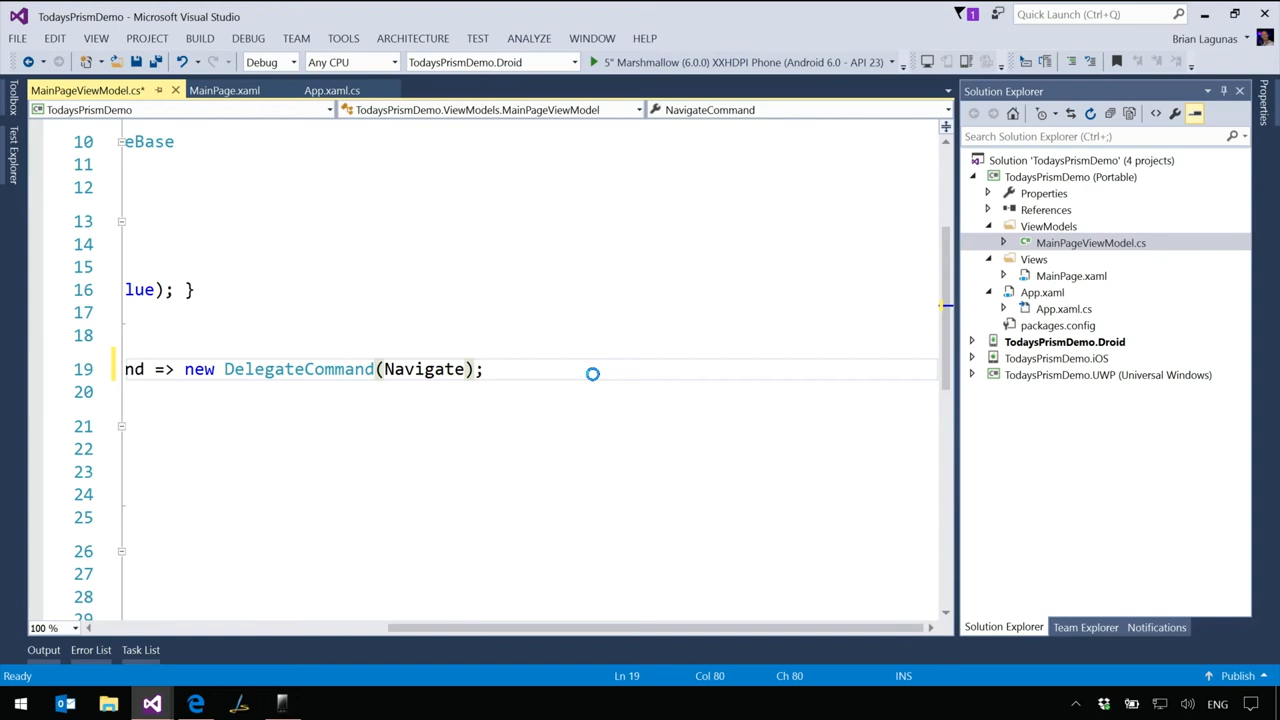 TodaysPrismDemo - Microsoft Visual Studio
1
Quick Launch (Ctrl+Q)
FILE EDIT VIEW PROJECT BUILD DEBUG TEAM TOOLS ARCHITECTURE TEST ANALYZE WINDOW HELP
Brian Lagunas
Debug Any CPU TodaysPrismDemo.Droid 5" Marshmallow (6.0.0) XXHDPI Phone (Android 6.0 - API 23)
Toolbox
Test Explorer
MainPageViewModel.cs* MainPage.xaml App.xaml.cs
TodaysPrismDemo TodaysPrismDemo.ViewModels.MainPageViewModel NavigateCommand
10 eBase
11
12
13
14
15
16 lue); }
17
18
19 nd => new DelegateCommand(Navigate);
20
21
22
23
24
25
26
27
28
29
100 %
Solution Explorer
Search Solution Explorer (Ctrl+;)
Solution 'TodaysPrismDemo' (4 projects)
TodaysPrismDemo (Portable)
Properties
References
ViewModels
MainPageViewModel.cs
Views
MainPage.xaml
App.xaml
App.xaml.cs
packages.config
TodaysPrismDemo.Droid
TodaysPrismDemo.iOS
TodaysPrismDemo.UWP (Universal Windows)
Solution Explorer Team Explorer Notifications
Properties
Output Error List Task List
Ready Ln 19 Col 80 Ch 80 INS Publish
ENG